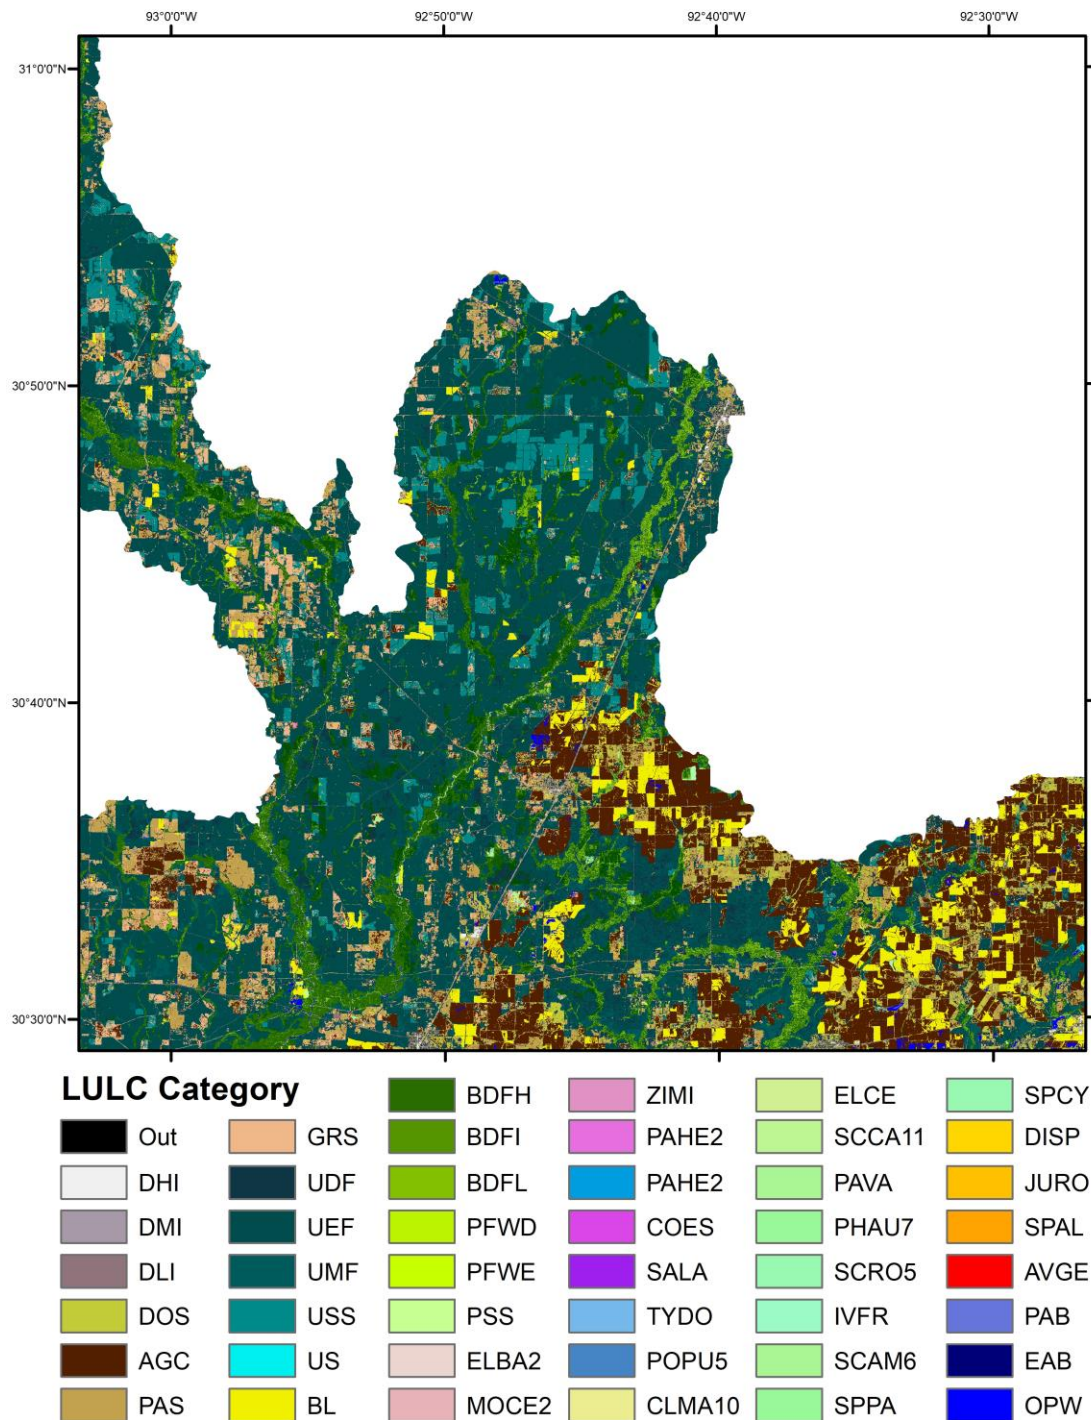 93°0'0"W 92°50'0"W 92°40'0"W 92°30'0"W
31°0'0"N
30°50'0"N
30°40'0"N
30°30'0"N
LULC Category
Out
DHI
DMI
DLI
DOS
AGC
PAS
GRS
UDF
UEF
UMF
USS
US
BL
BDFH
BDFI
BDFL
PFWD
PFWE
PSS
ELBA2
MOCE2
ZIMI
PAHE2
PAHE2
COES
SALA
TYDO
POPU5
CLMA10
ELCE
SCCA11
PAVA
PHAU7
SCRO5
IVFR
SCAM6
SPPA
SPCY
DISP
JURO
SPAL
AVGE
PAB
EAB
OPW